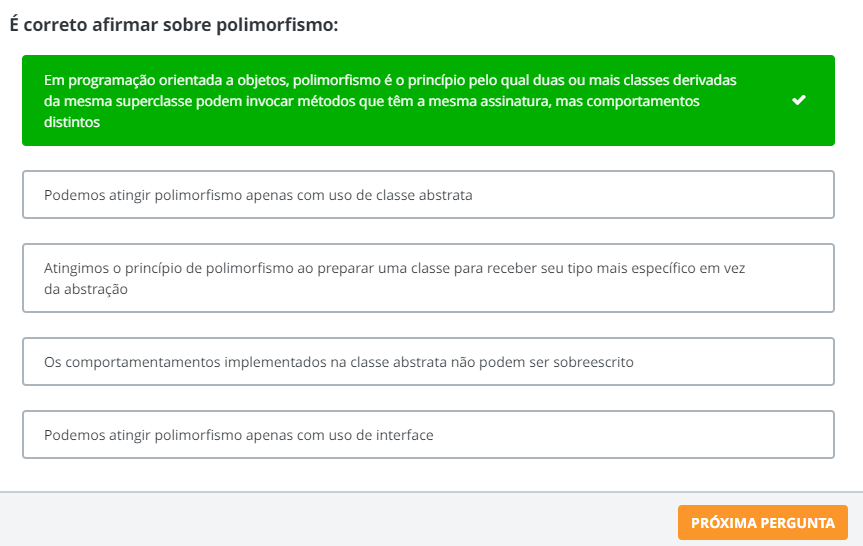 É correto afirmar sobre polimorfismo:
Em programação orientada a objetos, polimorfismo é o princípio pelo qual duas ou mais classes derivadas
da mesma superclasse podem invocar métodos que têm a mesma assinatura, mas comportamentos
distintos
Podemos atingir polimorfismo apenas com uso de classe abstrata
Atingimos o princípio de polimorfismo ao preparar uma classe para receber seu tipo mais específico em vez
da abstração
Os comportamentamentos implementados na classe abstrata não podem ser sobreescrito
Podemos atingir polimorfismo apenas com uso de interface
PRÓXIMA PERGUNTA